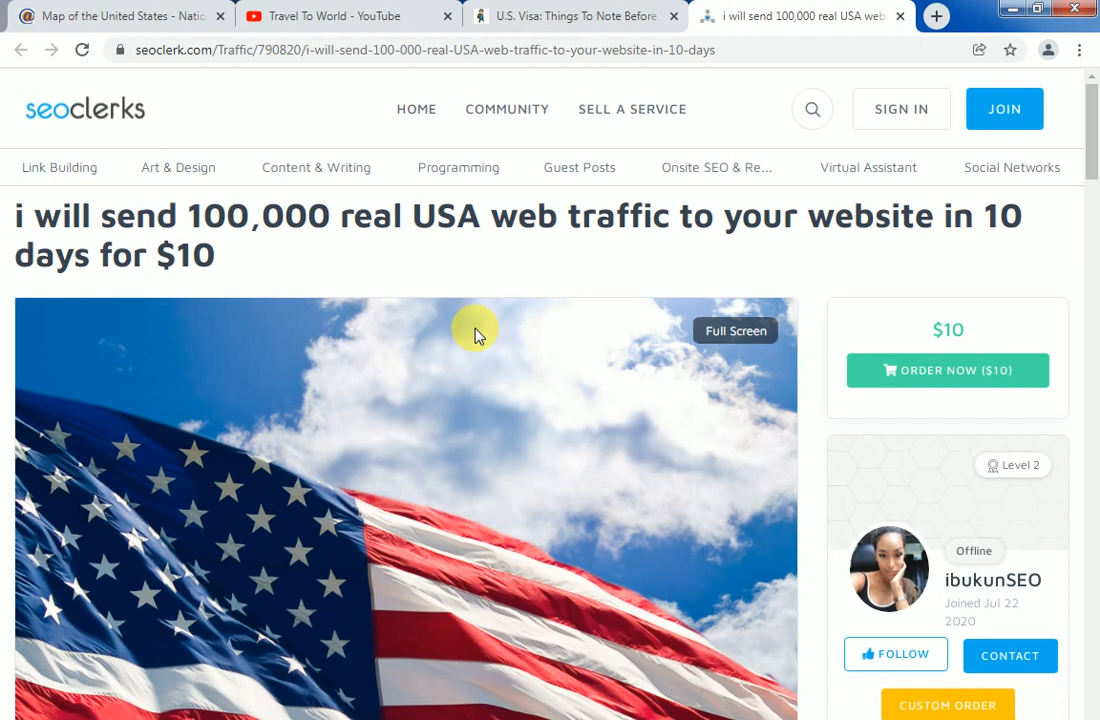 Map of the United States - Natio
Travel To World - YouTube
U.S. Visa: Things To Note Before
i will send 100,000 real USA web
seoclerk.com/Traffic/790820/i-will-send-100-000-real-USA-web-traffic-to-your-website-in-10-days
seoclerks
HOME
COMMUNITY
SELL A SERVICE
SIGN IN
JOIN
Link Building
Art & Design
Content & Writing
Programming
Guest Posts
Onsite SEO & Re...
Virtual Assistant
Social Networks
i will send 100,000 real USA web traffic to your website in 10
days for $10
Full Screen
$10
ORDER NOW ($10)
Level 2
Offline
ibukunSEO
Joined Jul 22
2020
FOLLOW
CONTACT
CUSTOM ORDER